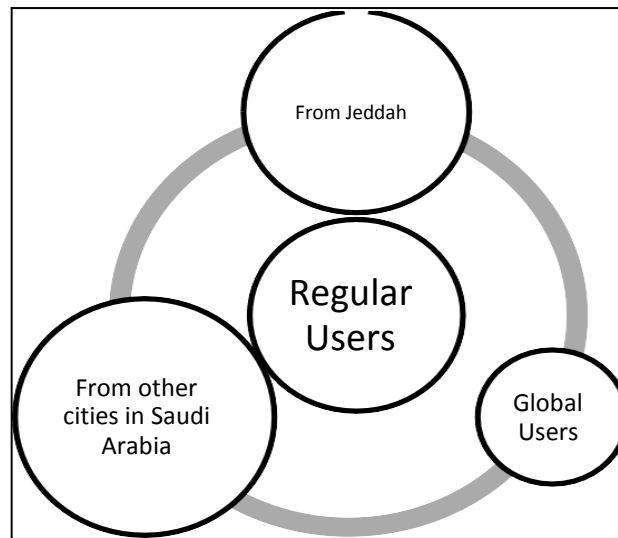 From Jeddah
Regular
Users
From other
cities in Saudi
Arabia
Global
Users